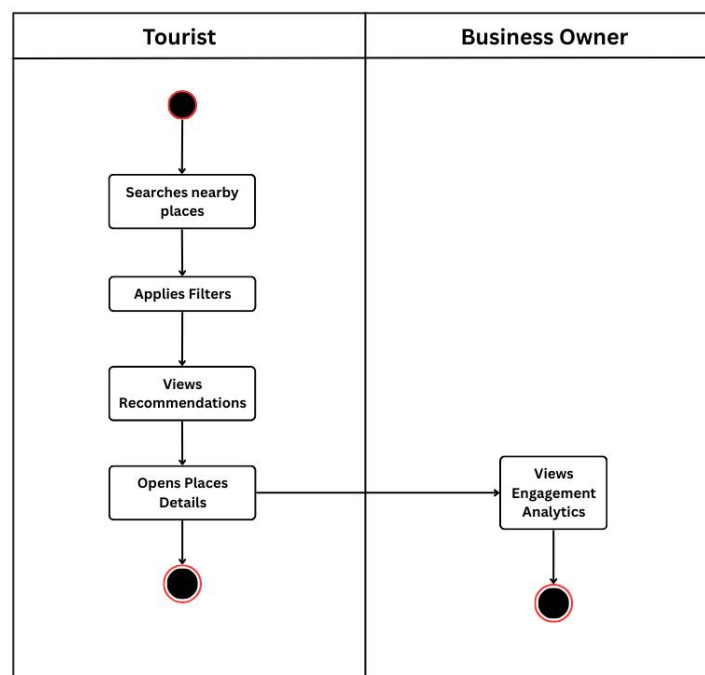 Tourist
Business Owner
Searches nearby
places
Applies Filters
Views
Recommendations
Opens Places
Details
Views
Engagement
Analytics